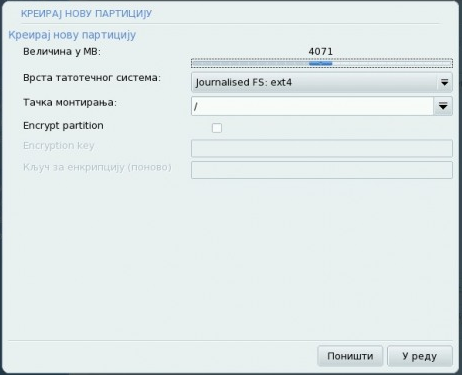 КРЕИРАЈ НОВУ ПАРТИЦИЈУ
Креирај нову партицију
Величина у MB:
4071
Врста татотечног система:
Journalised FS: ext4
Тачка монтирања:
/
Encrypt partition
Encryption key
Кључ за енкрипцију (поново)
Поништи
У реду